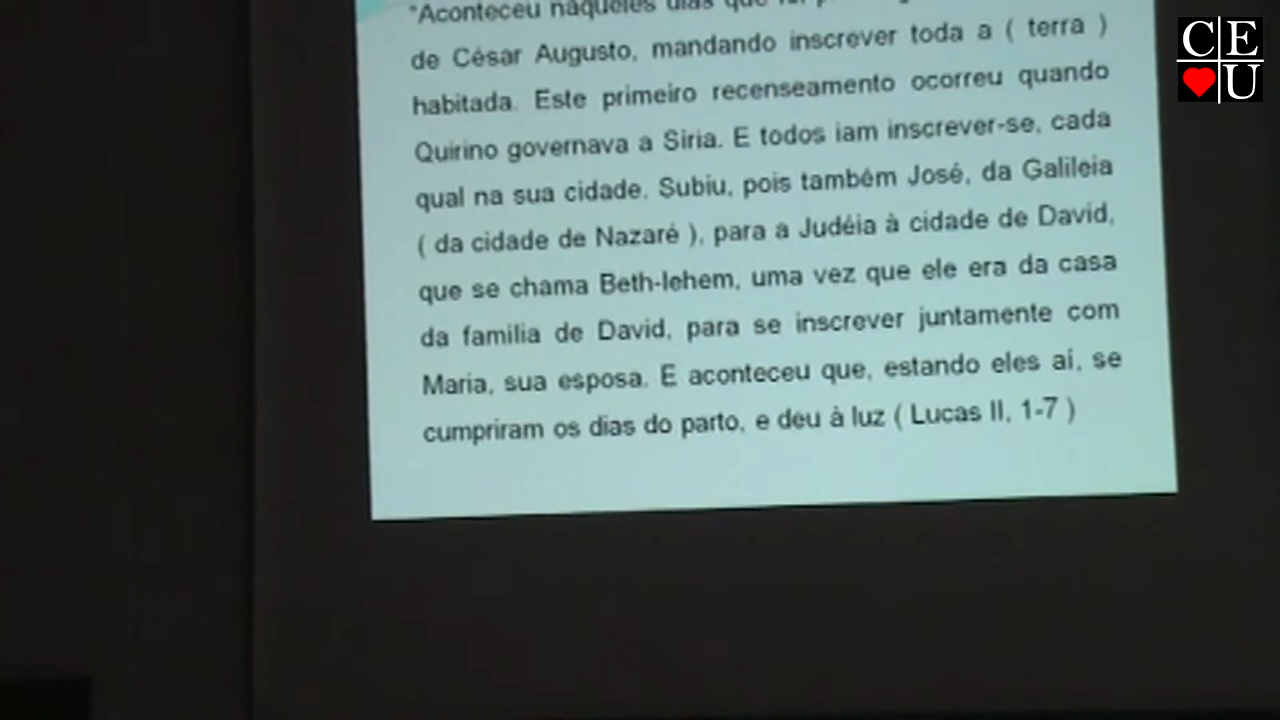 "Aconteceu naqueles dias que
de César Augusto, mandando inscrever toda a ( terra )
habitada. Este primeiro recenseamento ocorreu quando
Quirino governava a Síria. E todos iam inscrever-se, cada
qual na sua cidade. Subiu, pois também José, da Galileia
( da cidade de Nazaré ), para a Judéia à cidade de David,
que se chama Beth-lehem, uma vez que ele era da casa
da família de David, para se inscrever juntamente com
Maria, sua esposa. E aconteceu que, estando eles aí, se
cumpriram os dias do parto, e deu à luz ( Lucas II, 1-7 )
CE
U